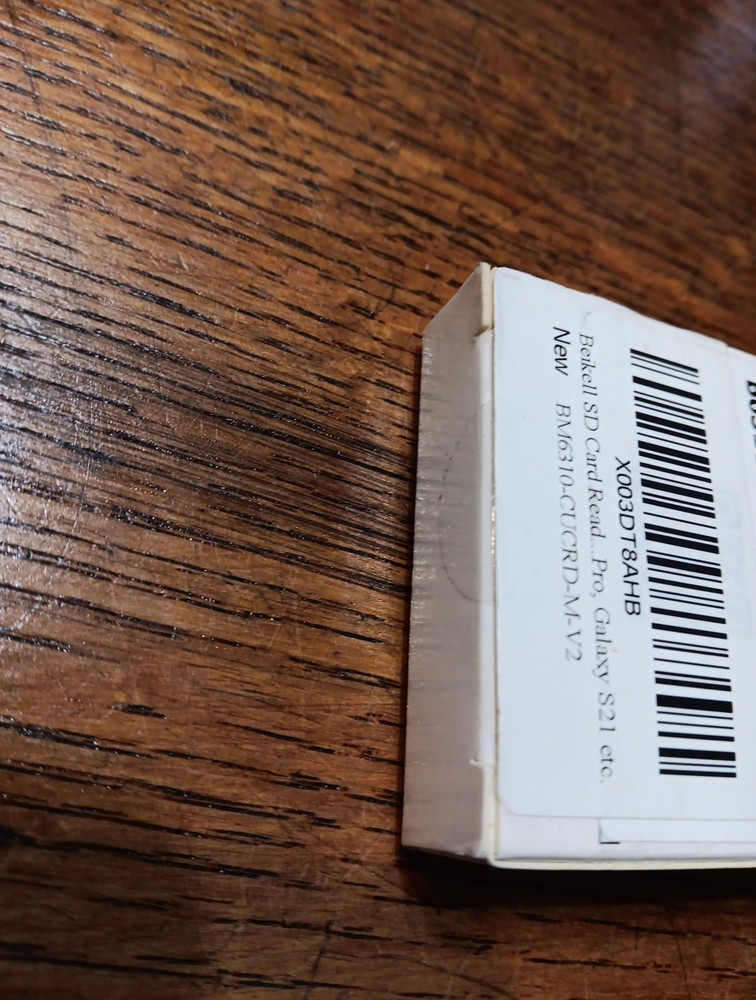 X003DT8AHB
Beikell SD Card Read...Pro, Galaxy S21 etc.
New BM6310-CUCRD-M-V2